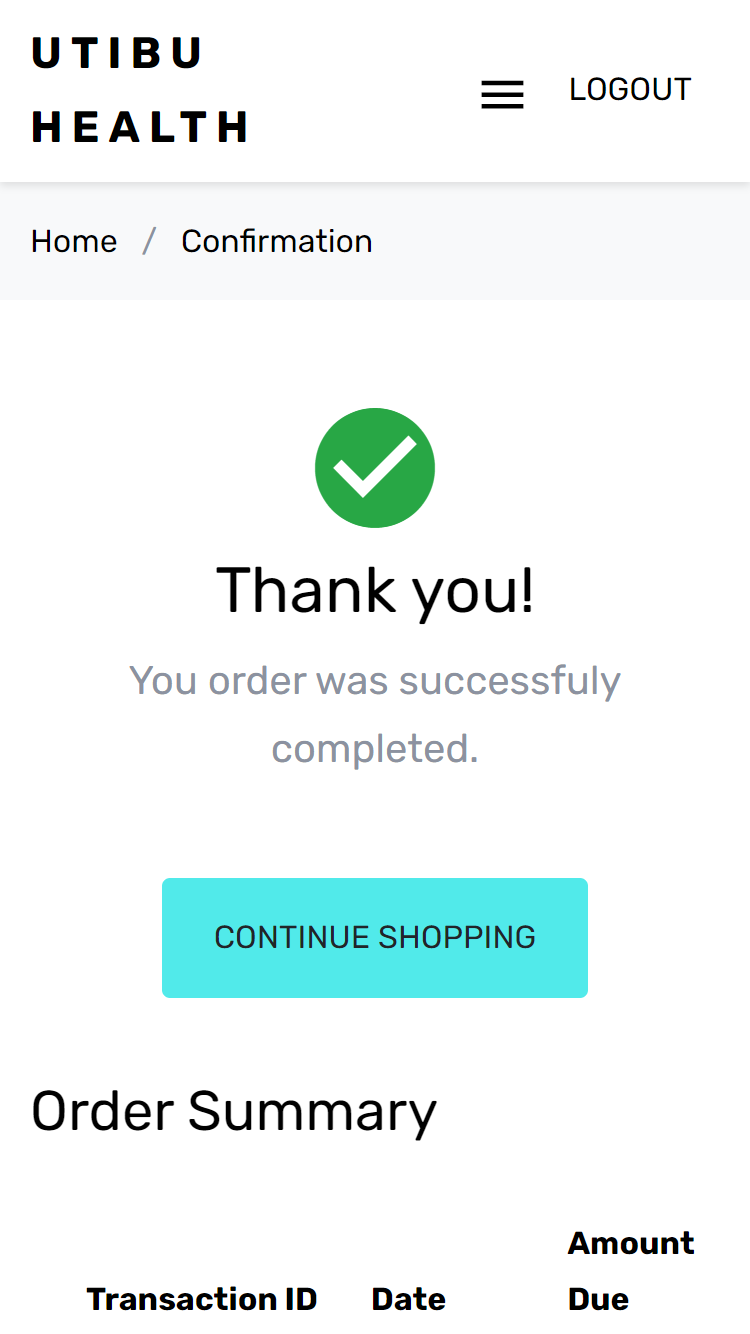 UTIBU
HEALTH
LOGOUT
Home / Confirmation
Thank you!
You order was successfuly
completed.
CONTINUE SHOPPING
Order Summary
Transaction ID Date Amount
Due